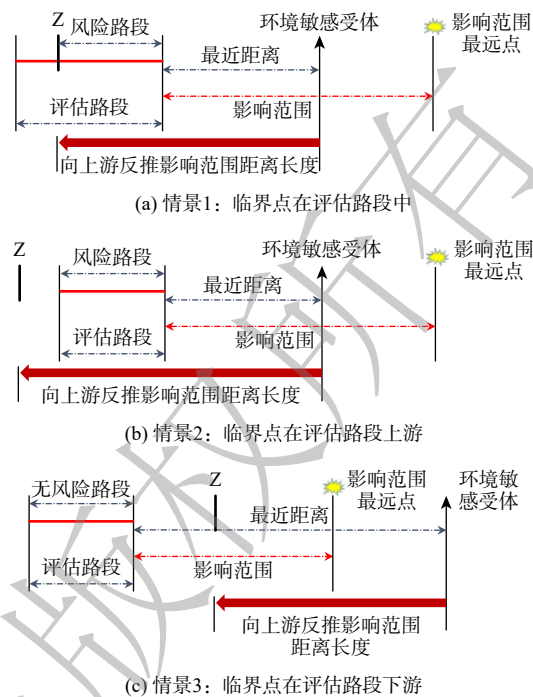 Z
风险路段
环境敏感受体
影响范围
最远点
最近距离
评估路段
影响范围
向上游反推影响范围距离长度
(a) 情景1：临界点在评估路段中
Z
风险路段
环境敏感受体
影响范围
最远点
最近距离
评估路段
影响范围
向上游反推影响范围距离长度
(b) 情景2：临界点在评估路段上游
无风险路段
Z
影响范围
最远点
环境敏
感受体
最近距离
评估路段
影响范围
向上游反推影响范围
距离长度
(c) 情景3：临界点在评估路段下游
版权所有